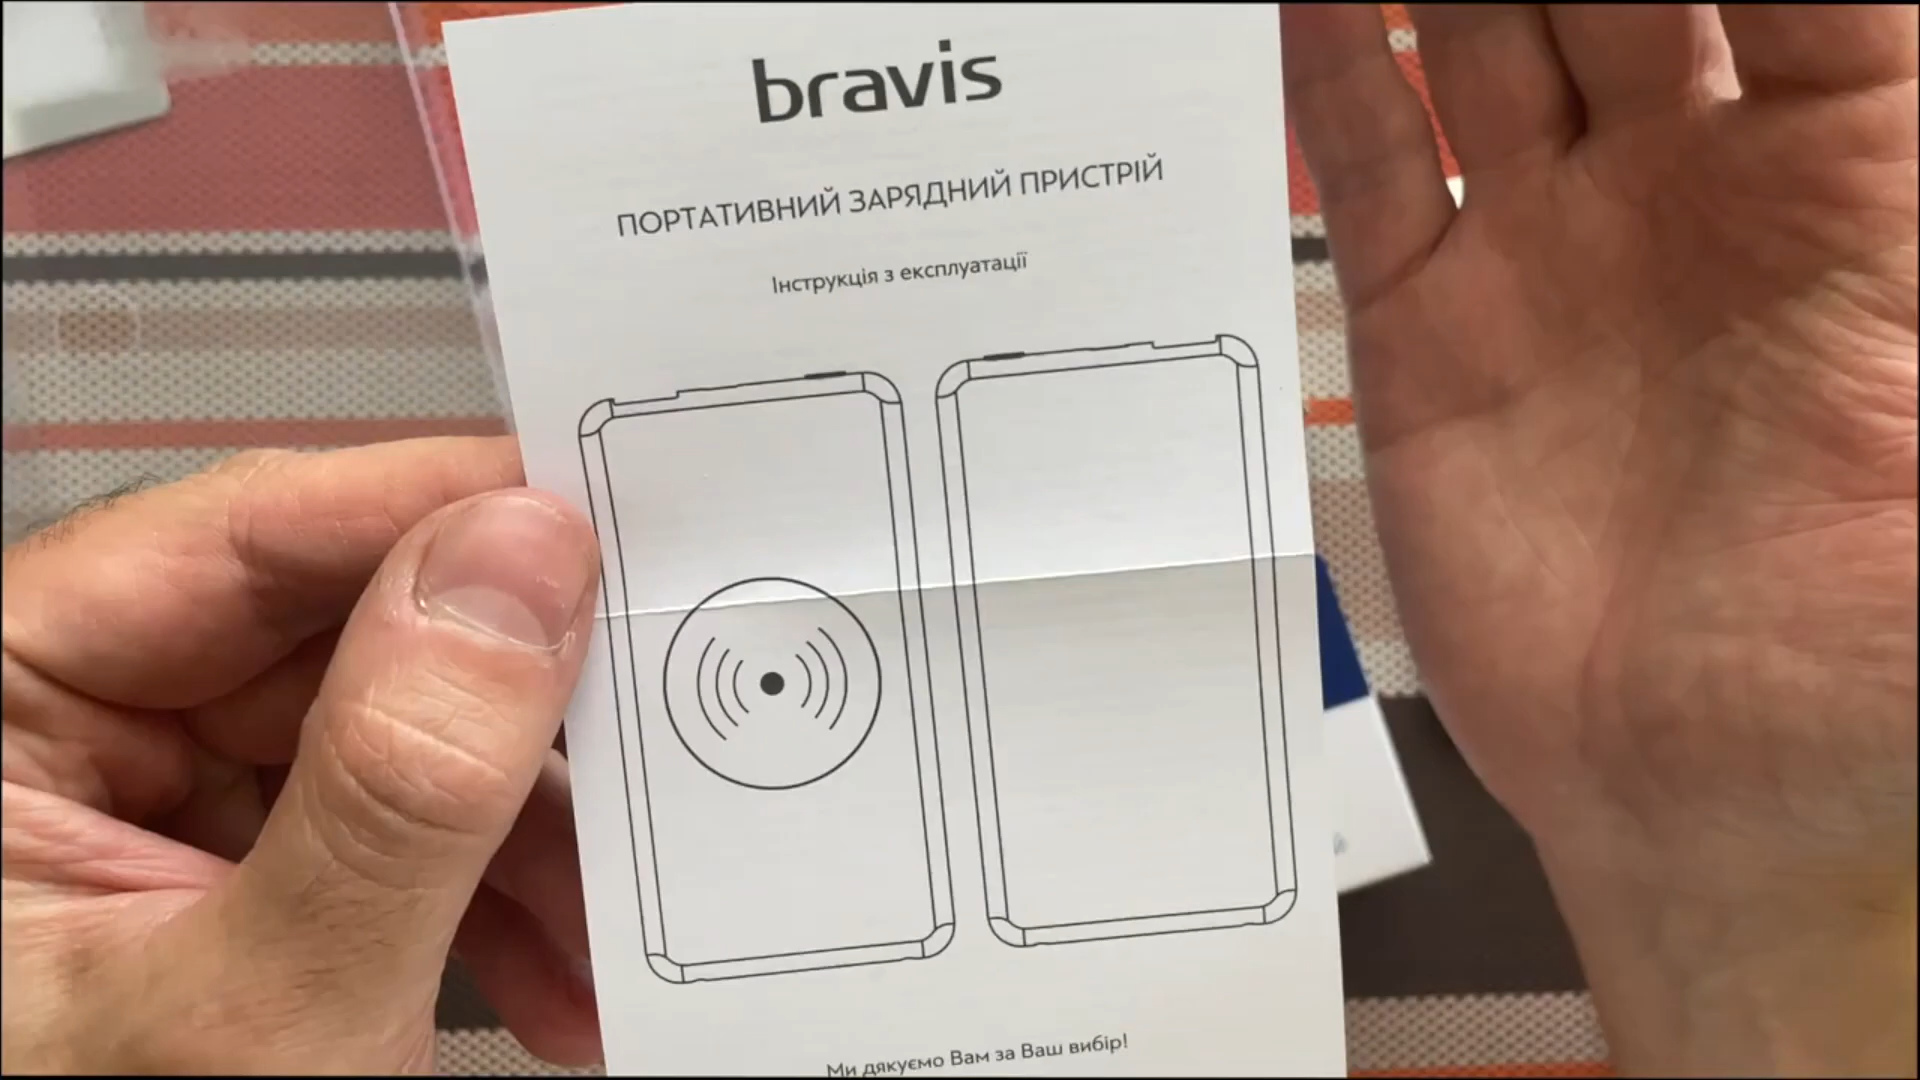 bravis
ПОРТАТИВНИЙ ЗАРЯДНИЙ ПРИСТРІЙ
Інструкція з експлуатації
Ми дякуємо Вам за Ваш вибір!